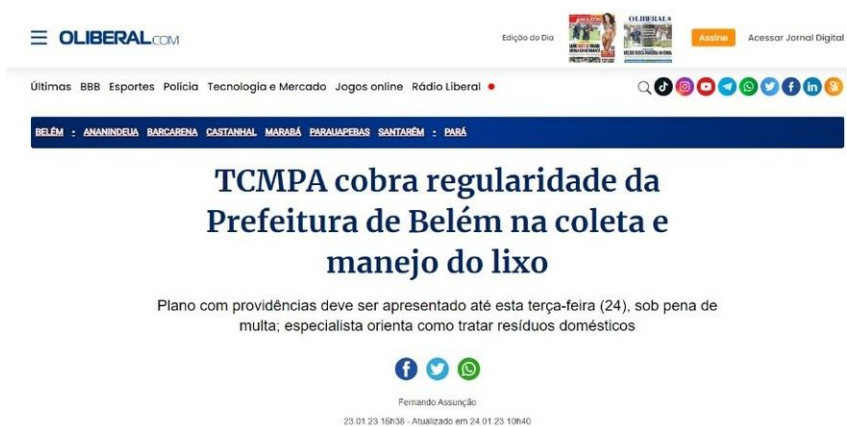 OLIBERAL.COM
Edição do Dia
AMAZÔN
OLIBERAL
Assine
Acessar Jornal Digital
Últimas BBB Esportes Polícia Tecnologia e Mercado Jogos online Rádio Liberal
BELÉM - ANANINDEUA BARCARENA CASTANHAL MARABÁ PARAUAPEBAS SANTARÉM - PARÁ
TCMPA cobra regularidade da
Prefeitura de Belém na coleta e
manejo do lixo
Plano com providências deve ser apresentado até esta terça-feira (24), sob pena de
multa; especialista orienta como tratar resíduos domésticos
Fernando Assunção
23.01.23 16h38 - Atualizado em 24.01.23 10h40